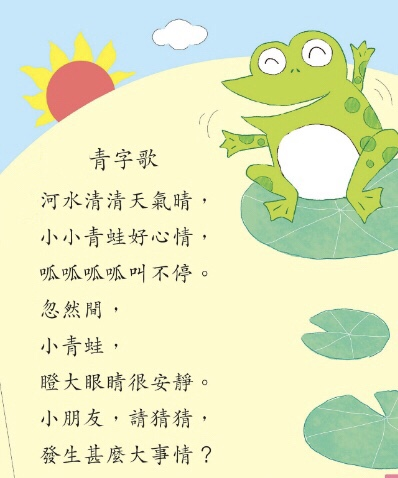 青字歌
河水清清天氣晴，
小小青蛙好心情，
呱呱呱呱叫不停。
忽然間，
小青蛙，
瞪大眼睛很安靜。
小朋友，請猜猜，
發生甚麼大事情？